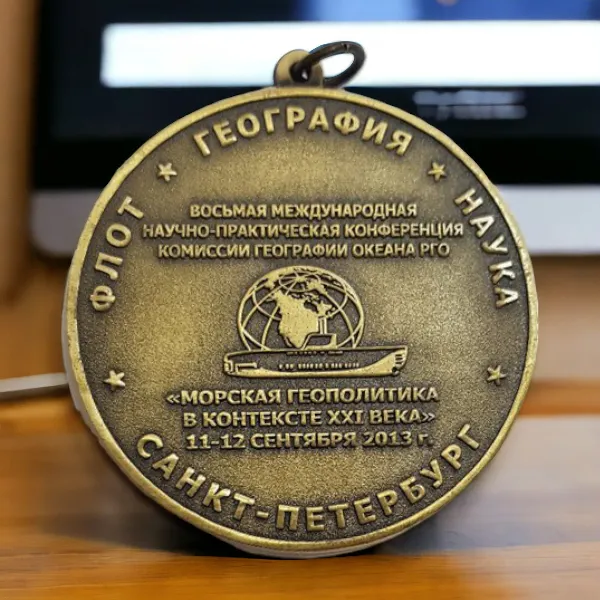 ФЛОТ ★ ГЕОГРАФИЯ ★ НАУКА
ВОСЬМАЯ МЕЖДУНАРОДНАЯ
НАУЧНО-ПРАКТИЧЕСКАЯ КОНФЕРЕНЦИЯ
КОМИССИИ ГЕОГРАФИИ ОКЕАНА РГО
«МОРСКАЯ ГЕОПОЛИТИКА
В КОНТЕКСТЕ XXI ВЕКА»
11-12 СЕНТЯБРЯ 2013 г.
★ САНКТ-ПЕТЕРБУРГ ★